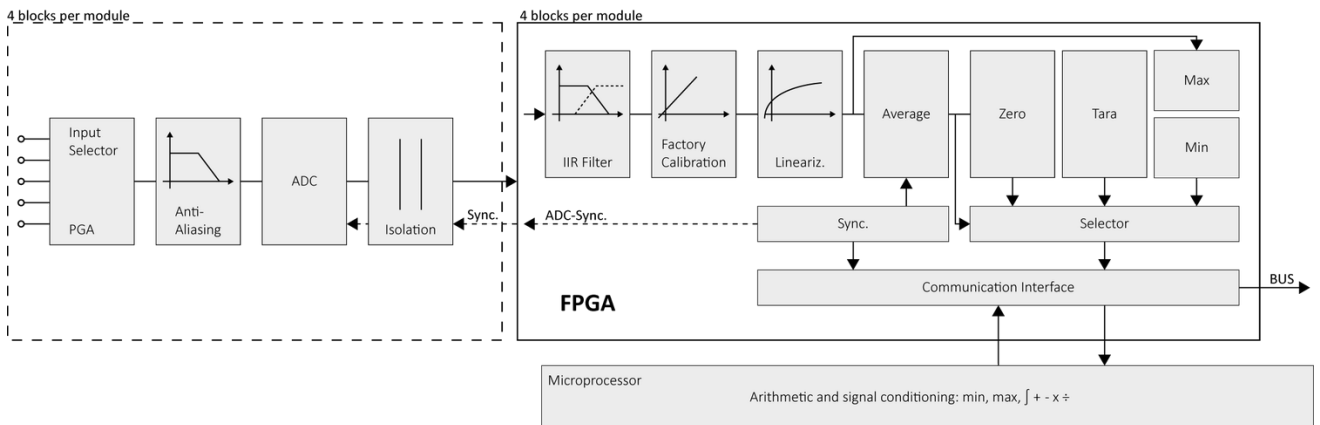 4 blocks per module
4 blocks per module
Input
Selector
PGA
Anti-
Aliasing
ADC
Isolation
Sync.
ADC-Sync.
IIR Filter
Factory
Calibration
Lineariz.
Average
Zero
Tara
Max
Min
Sync.
Selector
Communication Interface
BUS
FPGA
Microprocessor
Arithmetic and signal conditioning: min, max, ∫ + - x ÷